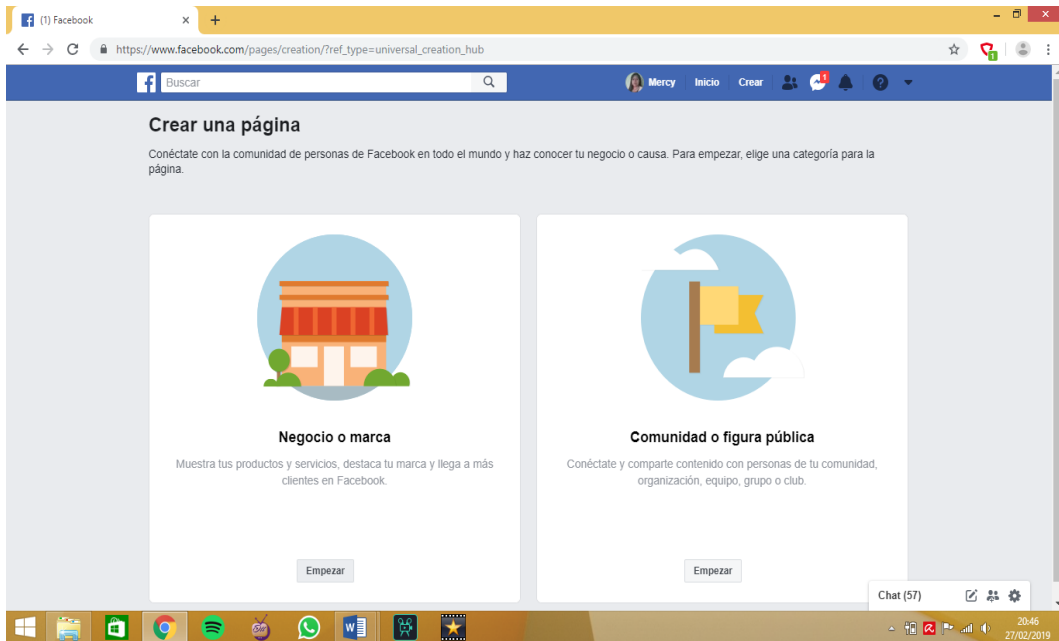 (1) Facebook
https://www.facebook.com/pages/creation/?ref_type=universal_creation_hub
1
f Buscar Mercy Inicio Crear 1
Crear una página
Conéctate con la comunidad de personas de Facebook en todo el mundo y haz conocer tu negocio o causa. Para empezar, elige una categoría para la
página.
Negocio o marca
Muestra tus productos y servicios, destaca tu marca y llega a más
clientes en Facebook.
Empezar
Comunidad o figura pública
Conéctate y comparte contenido con personas de tu comunidad,
organización, equipo, grupo o club.
Empezar
Chat (57)
20:46
27/02/2019